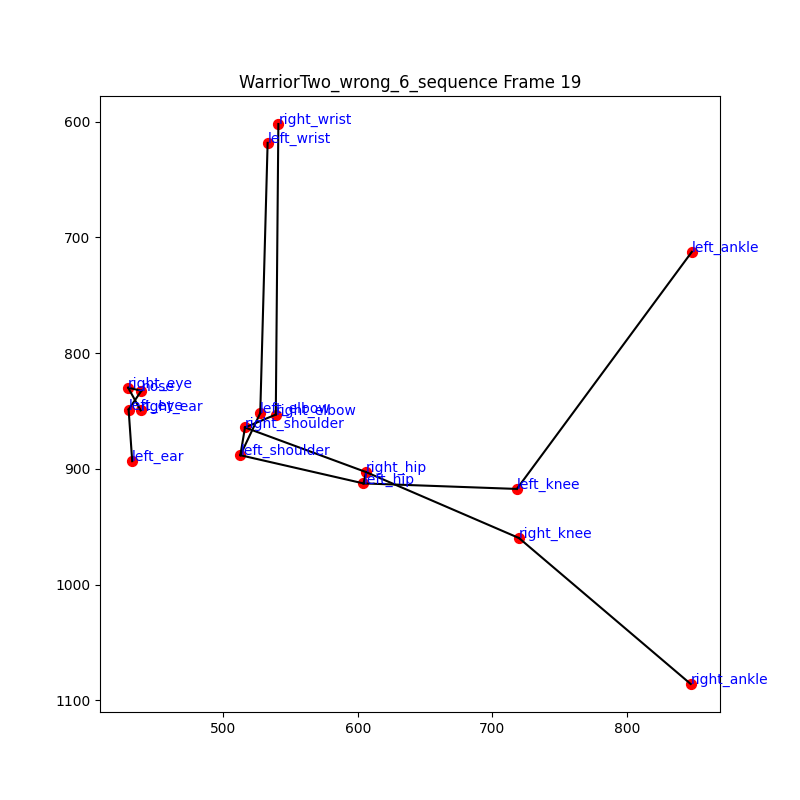 WarriorTwo_wrong_6_sequence Frame 19
600
700
800
900
1000
1100
500
600
700
800
right_wrist
left_wrist
left_ankle
right_eye
nose
left_eye
right_ear
left_ear
left_elbow
right_elbow
right_shoulder
left_shoulder
right_hip
left_hip
left_knee
right_knee
right_ankle